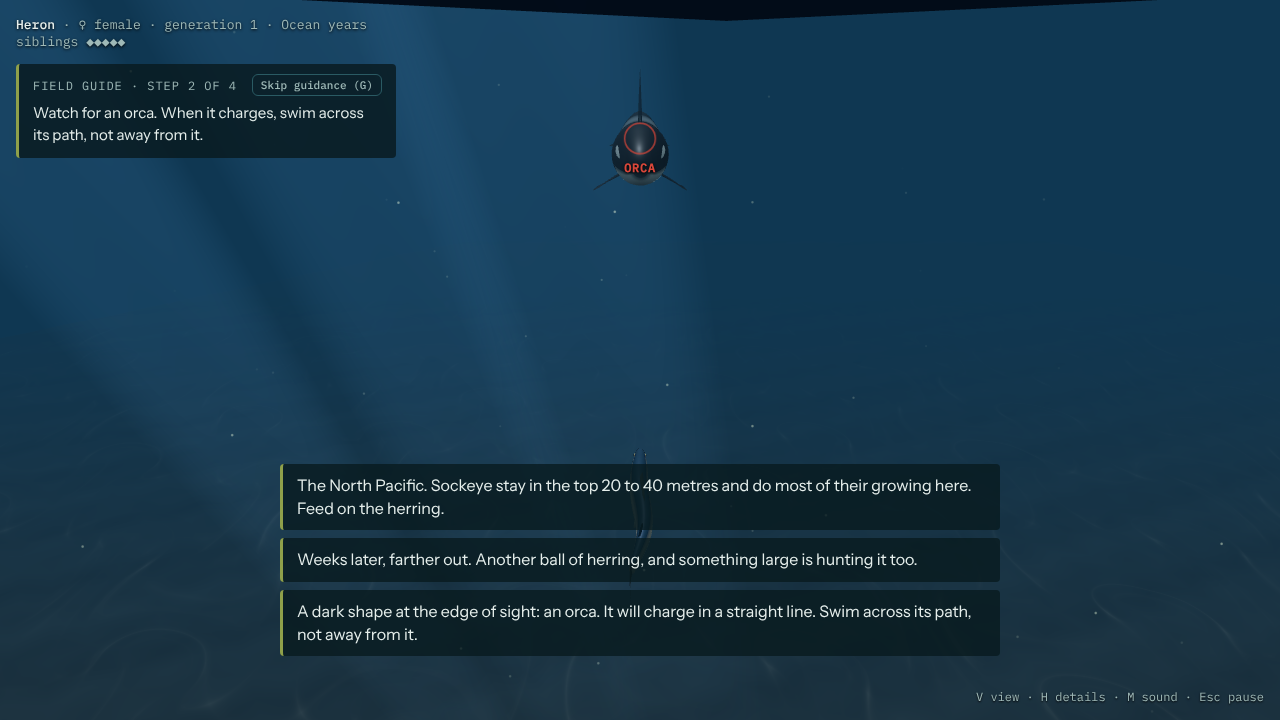 Heron · ♀ female · generation 1 · Ocean years
siblings ◆◆◆◆◆
FIELD GUIDE · STEP 2 OF 4
Skip guidance (G)
Watch for an orca. When it charges, swim across
its path, not away from it.
ORCA
The North Pacific. Sockeye stay in the top 20 to 40 metres and do most of their growing here.
Feed on the herring.
Weeks later, farther out. Another ball of herring, and something large is hunting it too.
A dark shape at the edge of sight: an orca. It will charge in a straight line. Swim across its path,
not away from it.
V view · H details · M sound · Esc pause